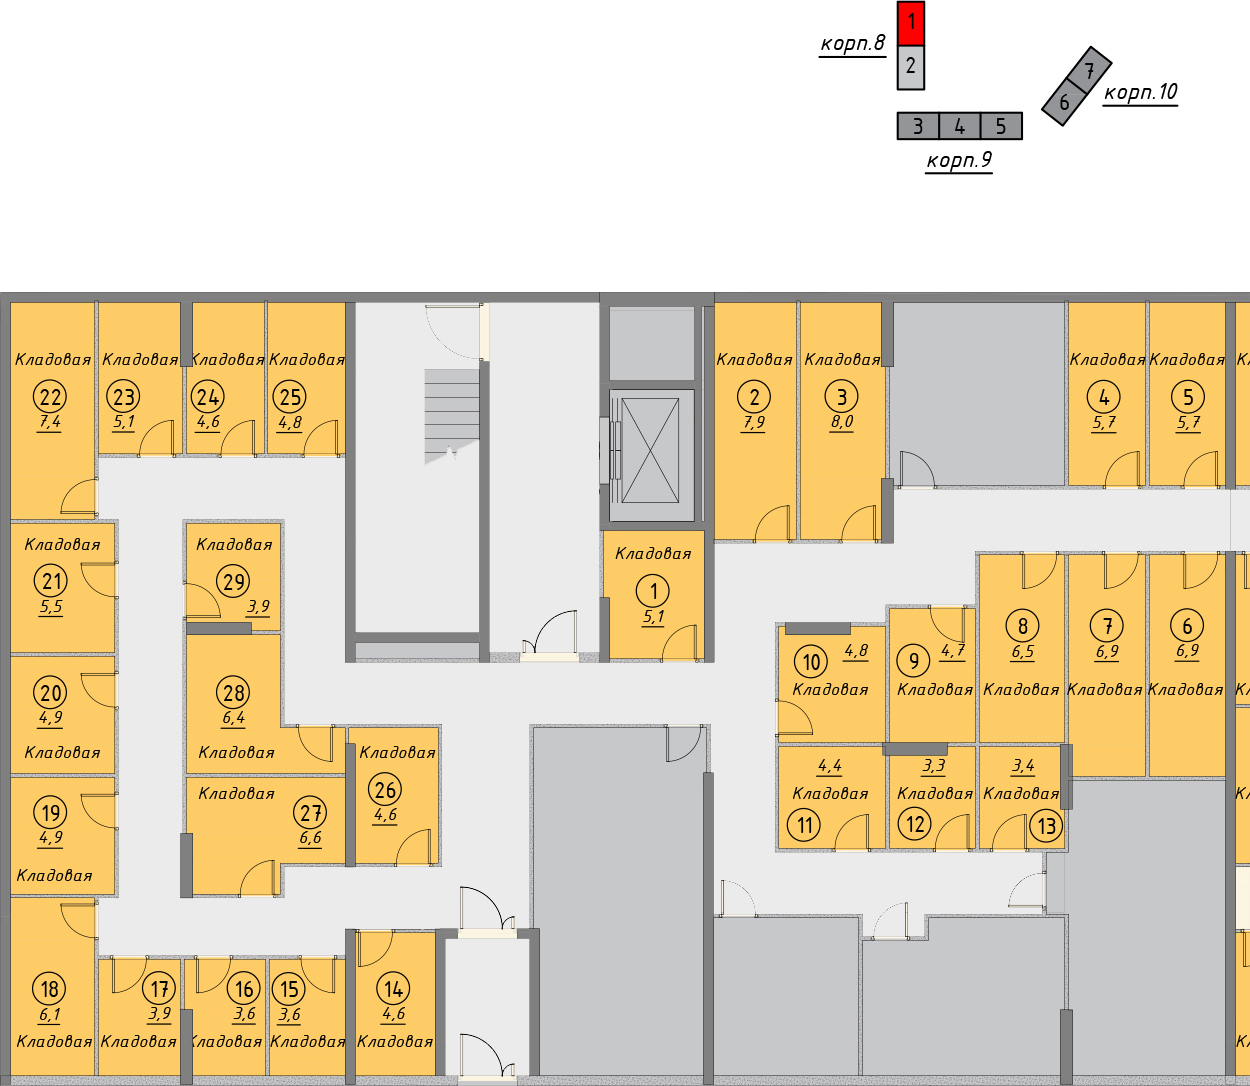 1
корп.8
2
7
6
корп.10
3 4 5
корп.9
Кладовая
22
7,4
Кладовая
23
5,1
Кладовая
24
4,6
Кладовая
25
4,8
Кладовая
2
7,9
Кладовая
3
8,0
Кладовая
4
5,7
Кладовая
5
5,7
Кладовая
21
5,5
Кладовая
29
3,9
Кладовая
1
5,1
20
4,9
Кладовая
28
6,4
Кладовая
10
4,8
Кладовая
9
4,7
Кладовая
8
6,5
Кладовая
7
6,9
Кладовая
6
6,9
Кладовая
19
4,9
Кладовая
Кладовая
27
6,6
26
4,6
Кладовая
4,4
Кладовая
11
3,3
Кладовая
12
3,4
Кладовая
13
18
6,1
Кладовая
17
3,9
Кладовая
16
3,6
Кладовая
15
3,6
Кладовая
14
4,6
Кладовая